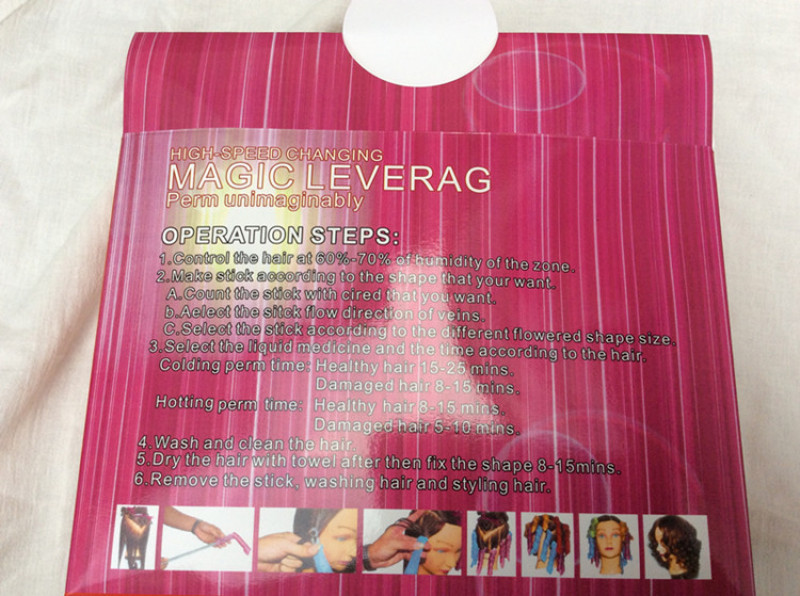 HIGH-SPEED CHANGING
MAGIC LEVERAG
Perm unimaginably
OPERATION STEPS:
1.Control the hair at 60%-70% of humidity of the zone.
2.Make stick according to the shape that your want.
A.Count the stick with cired that you want.
b.Aelect the sitck flow direction of veins.
C.Select the stick according to the different flowered shape size.
3.Select the liquid medicine and the time according to the hair.
Colding perm time: Healthy hair 15-25 mins.
Damaged hair 8-15 mins.
Hotting perm time: Healthy hair 8-15 mins.
Damaged hair 5-10 mins.
4.Wash and clean the hair.
5.Dry the hair with towel after then fix the shape 8-15mins.
6.Remove the stick, washing hair and styling hair.